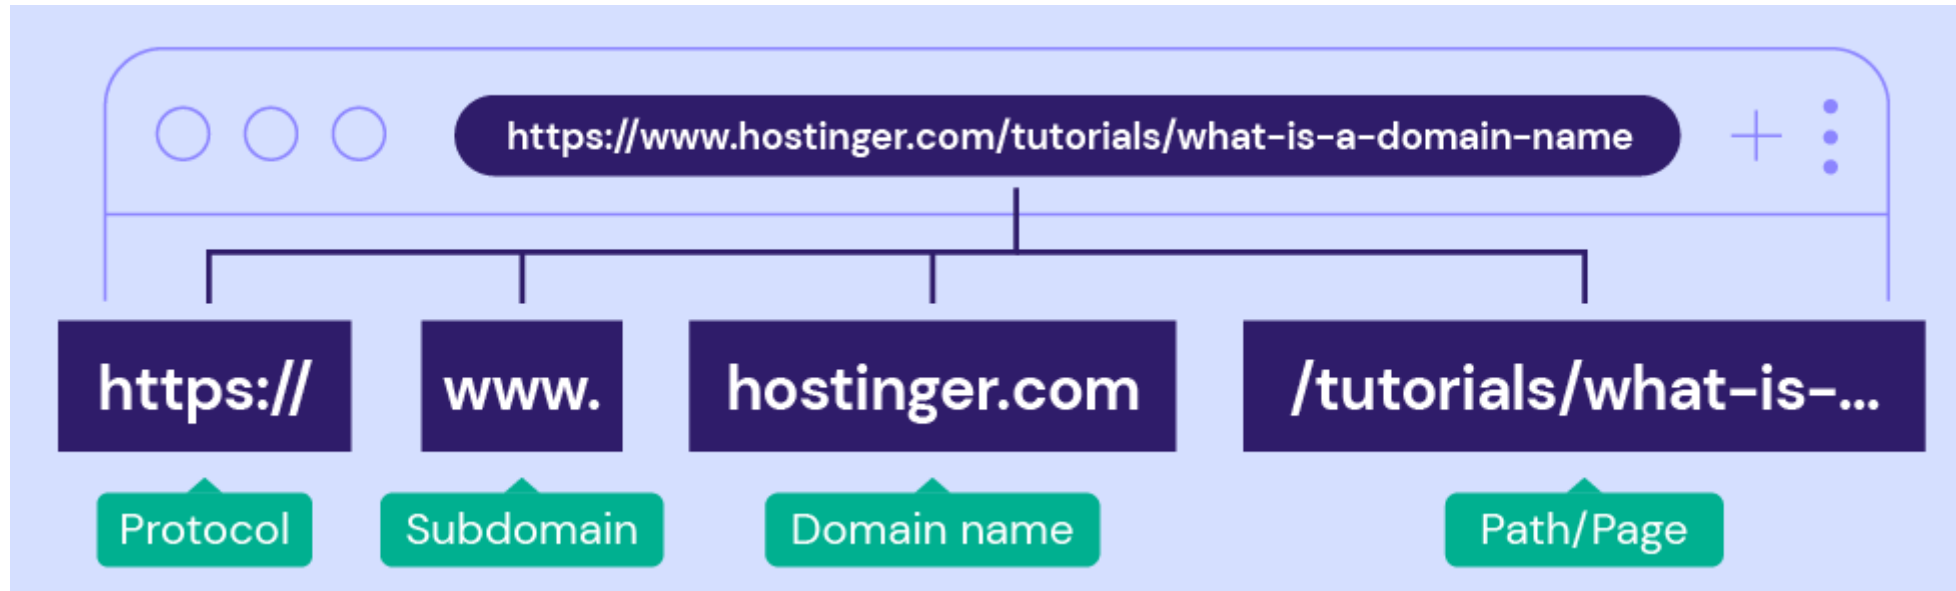 https://www.hostinger.com/tutorials/what-is-a-domain-name
https:// www. hostinger.com /tutorials/what-is-...
Protocol Subdomain Domain name Path/Page